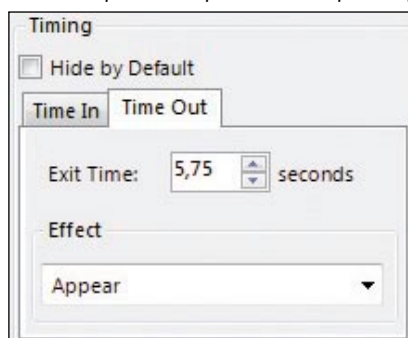 Timing
Hide by Default
Time In Time Out
Exit Time: 5,75 seconds
Effect
Appear